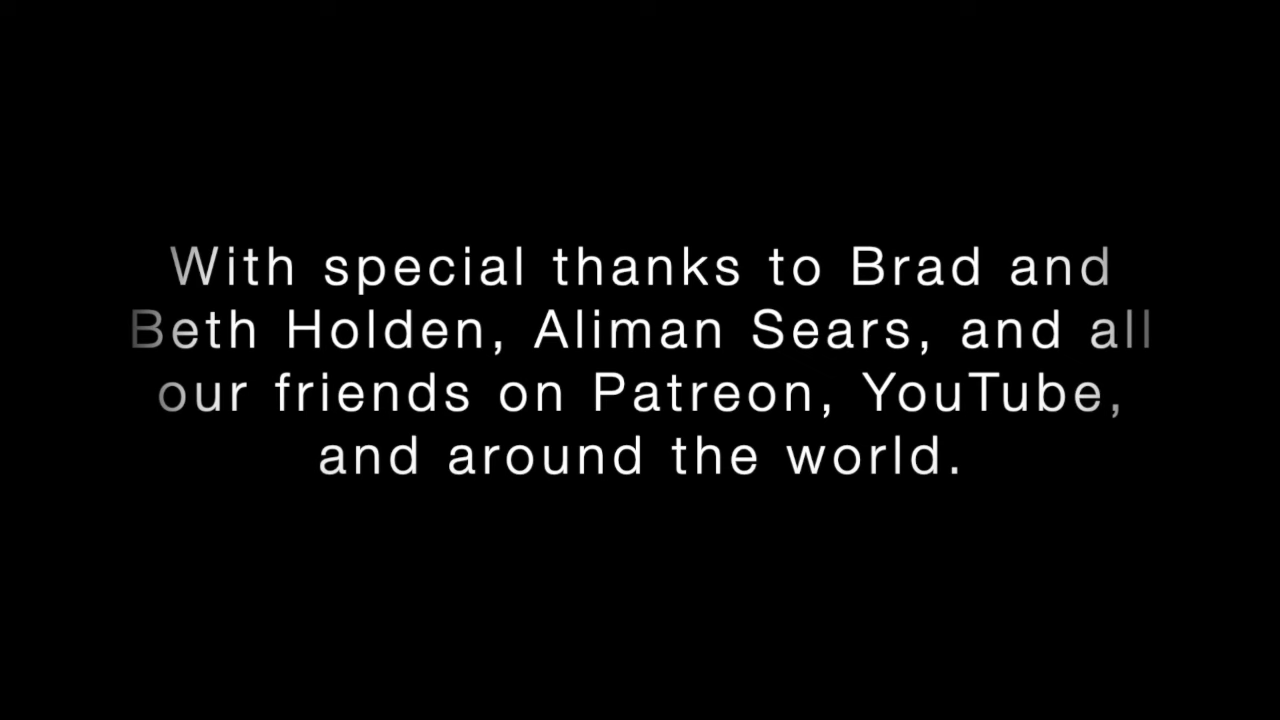 With special thanks to Brad and
Beth Holden, Aliman Sears, and all
our friends on Patreon, YouTube,
and around the world.